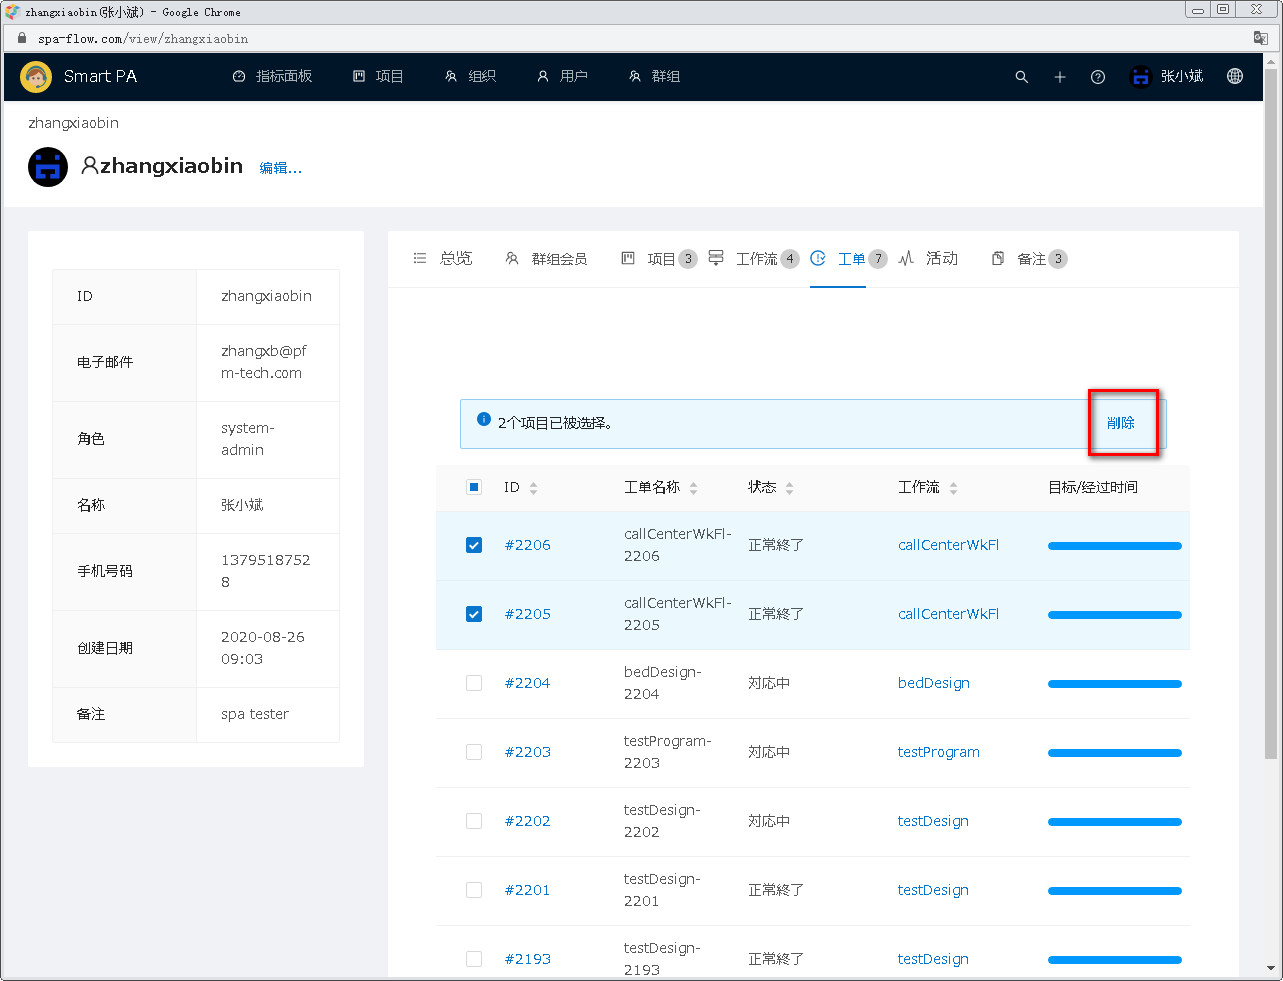 zhangxiaobin(张小斌) - Google Chrome
spa-flow.com/view/zhangxiaobin
Smart PA 指标面板 项目 组织 用户 群组 张小斌
zhangxiaobin
zhangxiaobin 编辑...
总览 群组会员 项目 3 工作流 4 工单 7 活动 备注 3
ID zhangxiaobin
电子邮件 zhangxb@pf
m-tech.com
角色 system-
admin
名称 张小斌
手机号码 1379518752
8
创建日期 2020-08-26
09:03
备注 spa tester
2个项目已被选择。 削除
ID 工单名称 状态 工作流 目标/经过时间
#2206 callCenterWkFl-
2206 正常終了 callCenterWkFl
#2205 callCenterWkFl-
2205 正常終了 callCenterWkFl
#2204 bedDesign-
2204 対応中 bedDesign
#2203 testProgram-
2203 対応中 testProgram
#2202 testDesign-
2202 対応中 testDesign
#2201 testDesign-
2201 正常終了 testDesign
#2193 testDesign-
2193 正常終了 testDesign